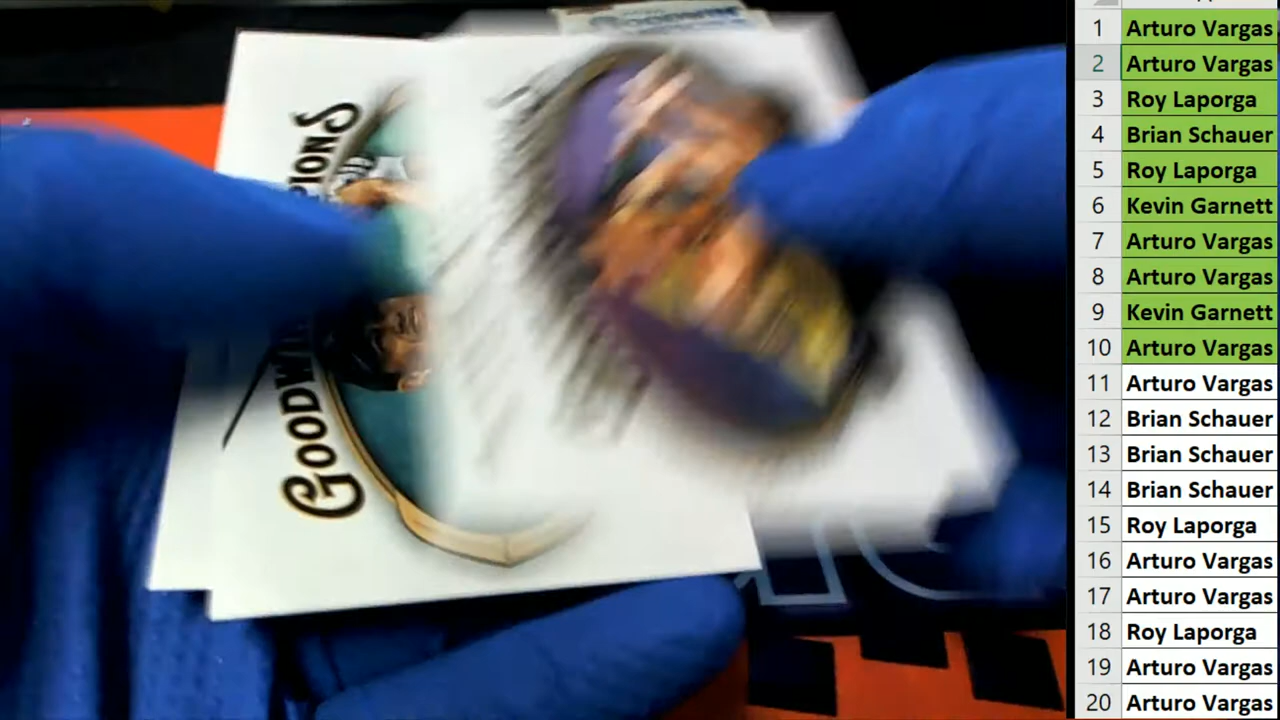 GOODWIN
PIONS
1 Arturo Vargas
2 Arturo Vargas
3 Roy Laporga
4 Brian Schauer
5 Roy Laporga
6 Kevin Garnett
7 Arturo Vargas
8 Arturo Vargas
9 Kevin Garnett
10 Arturo Vargas
11 Arturo Vargas
12 Brian Schauer
13 Brian Schauer
14 Brian Schauer
15 Roy Laporga
16 Arturo Vargas
17 Arturo Vargas
18 Roy Laporga
19 Arturo Vargas
20 Arturo Vargas